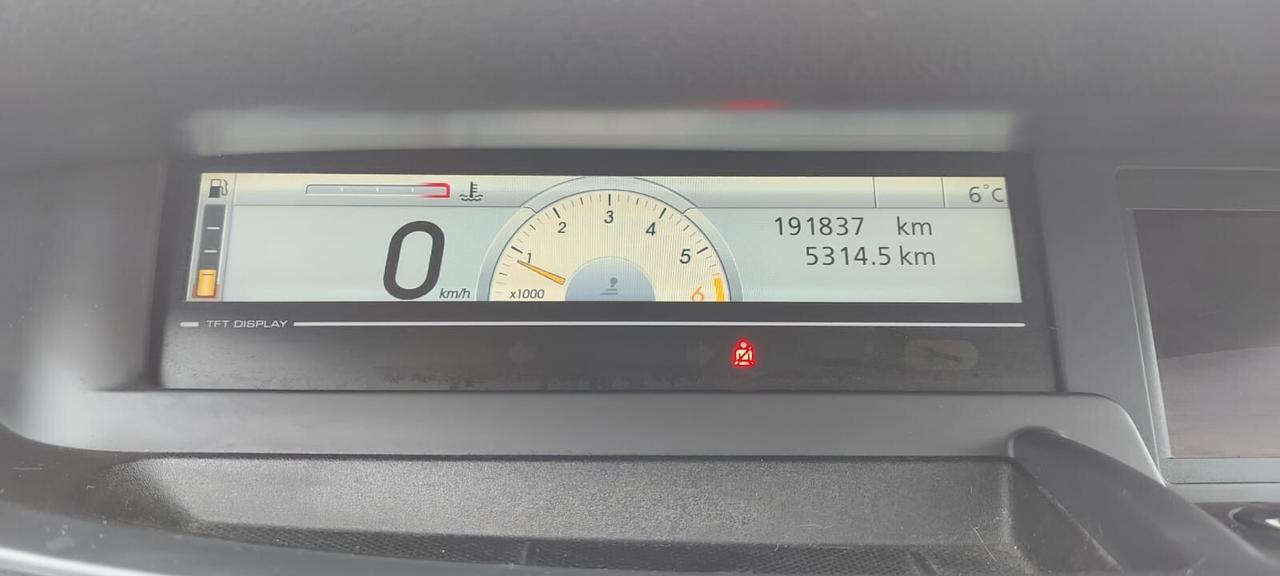 6°C
0 km/h
1 2 3 4 5 6
x1000
191837 km
5314.5 km
TFT DISPLAY